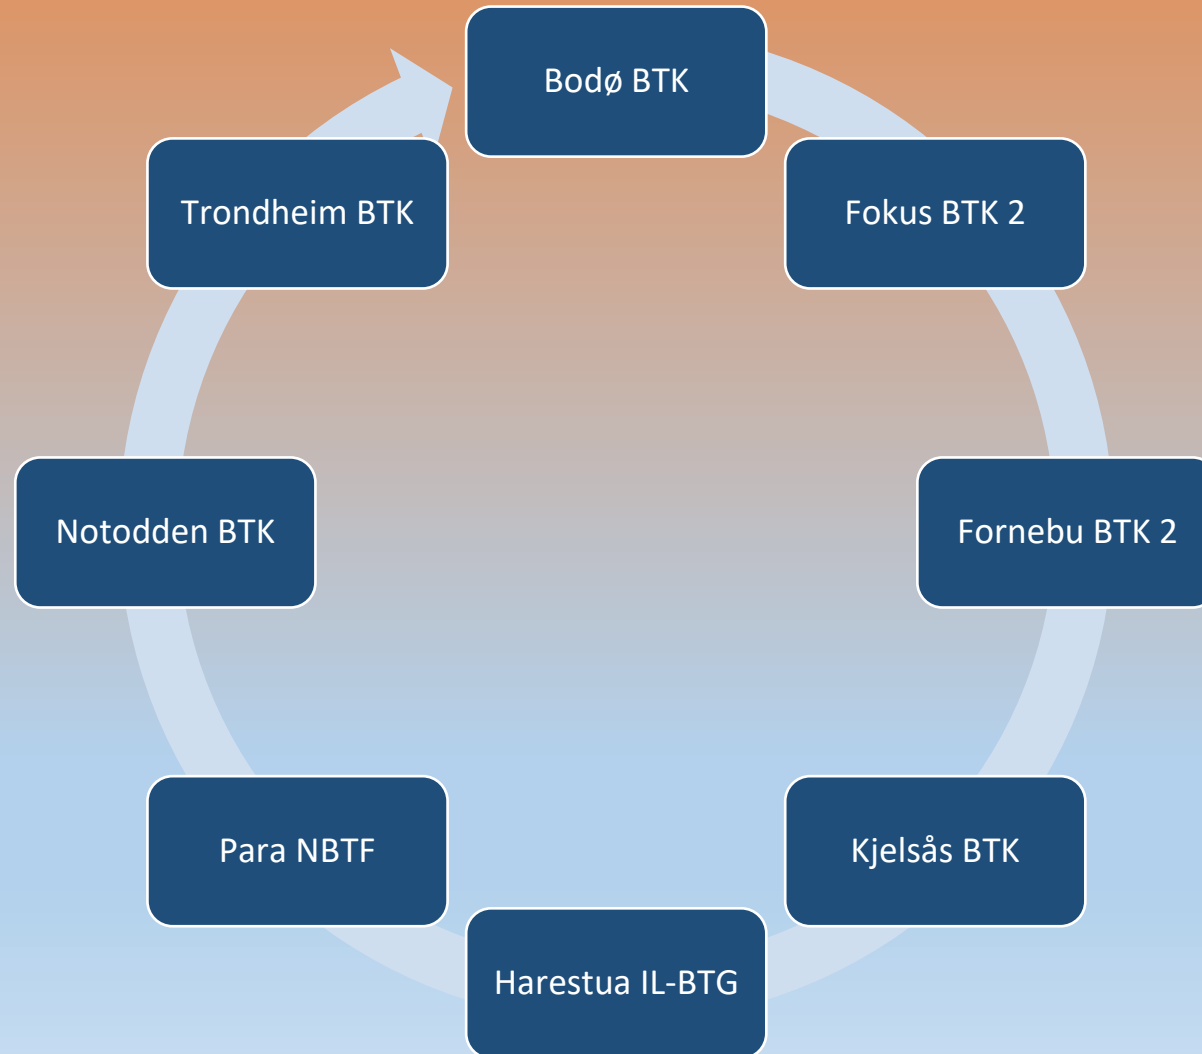 Bodø BTK
Fokus BTK 2
Fornebu BTK 2
Kjelsås BTK
Harestua IL-BTG
Para NBTF
Notodden BTK
Trondheim BTK